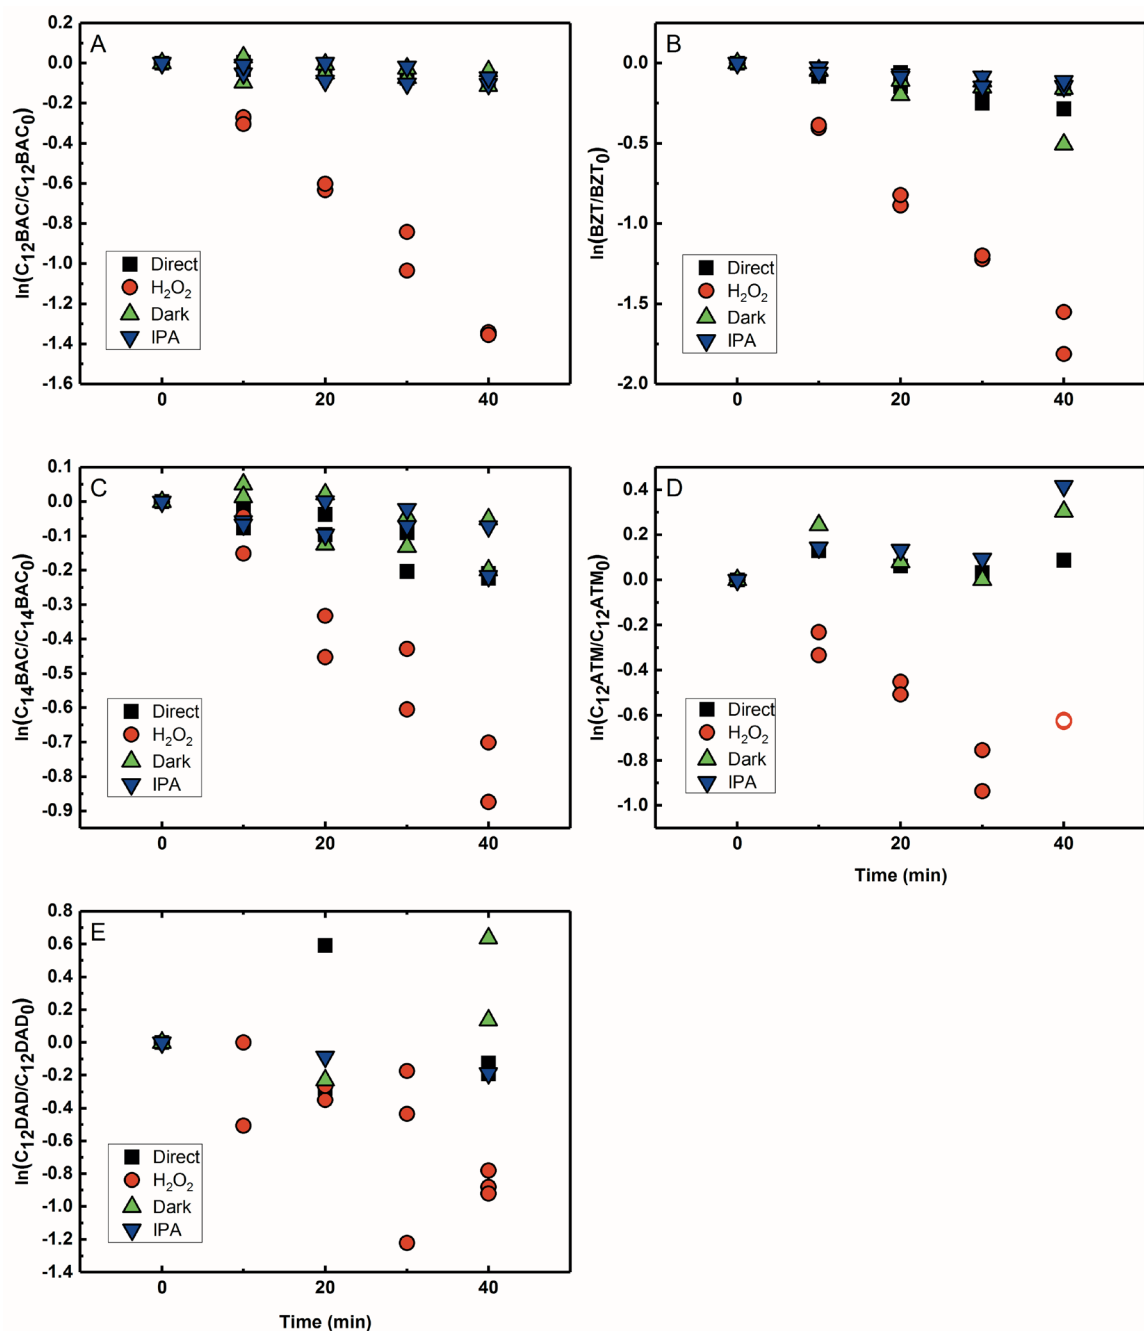 A
ln(C₁₂BAC/C₁₂BAC₀)
0.2
0.0
-0.2
-0.4
-0.6
-0.8
-1.0
-1.2
-1.4
-1.6
Direct
H₂O₂
Dark
IPA
0 20 40
B
ln(BZT/BZT₀)
0.0
-0.5
-1.0
-1.5
-2.0
Direct
H₂O₂
Dark
IPA
0 20 40
C
ln(C₁₄BAC/C₁₄BAC₀)
0.1
0.0
-0.1
-0.2
-0.3
-0.4
-0.5
-0.6
-0.7
-0.8
-0.9
Direct
H₂O₂
Dark
IPA
0 20 40
D
ln(C₁₂ATM/C₁₂ATM₀)
0.4
0.2
0.0
-0.2
-0.4
-0.6
-0.8
-1.0
Direct
H₂O₂
Dark
IPA
0 20 40
Time (min)
E
ln(C₁₂DAD/C₁₂DAD₀)
0.8
0.6
0.4
0.2
0.0
-0.2
-0.4
-0.6
-0.8
-1.0
-1.2
-1.4
Direct
H₂O₂
Dark
IPA
0 20 40
Time (min)